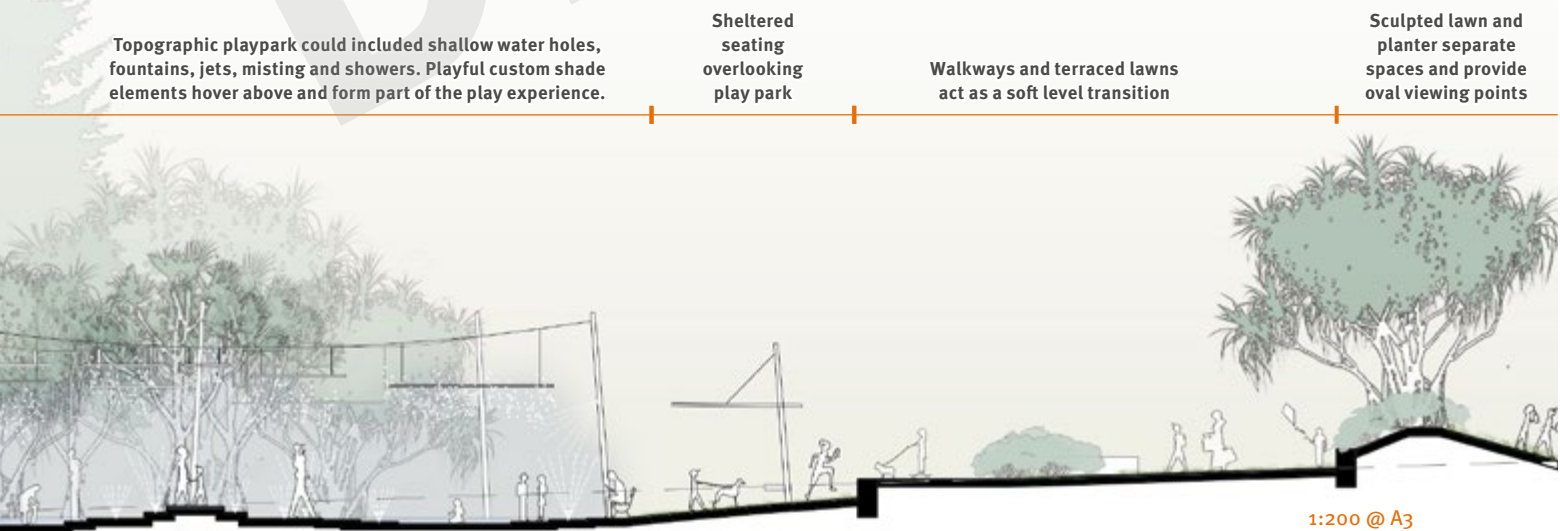 Topographic playpark could included shallow water holes,
fountains, jets, misting and showers. Playful custom shade
elements hover above and form part of the play experience.
Sheltered
seating
overlooking
play park
Walkways and terraced lawns
act as a soft level transition
Sculpted lawn and
planter separate
spaces and provide
oval viewing points
1:200 @ A3